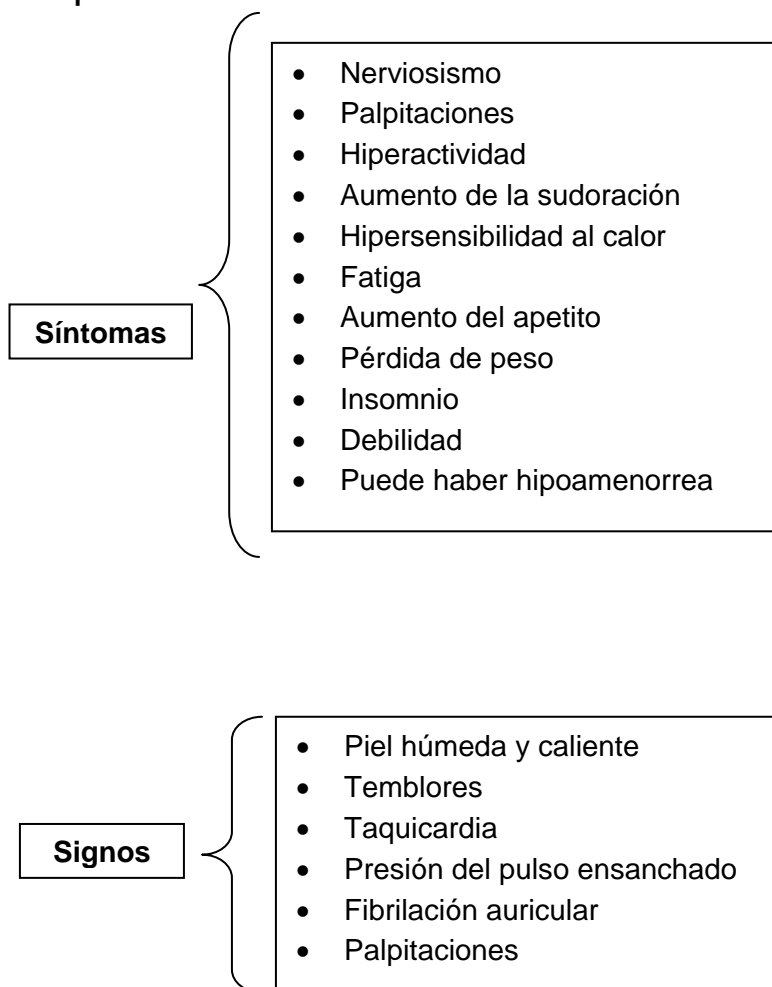 Síntomas
• Nerviosismo
• Palpitaciones
• Hiperactividad
• Aumento de la sudoración
• Hipersensibilidad al calor
• Fatiga
• Aumento del apetito
• Pérdida de peso
• Insomnio
• Debilidad
• Puede haber hipoamenorrea
Signos
• Piel húmeda y caliente
• Temblores
• Taquicardia
• Presión del pulso ensanchado
• Fibrilación auricular
• Palpitaciones